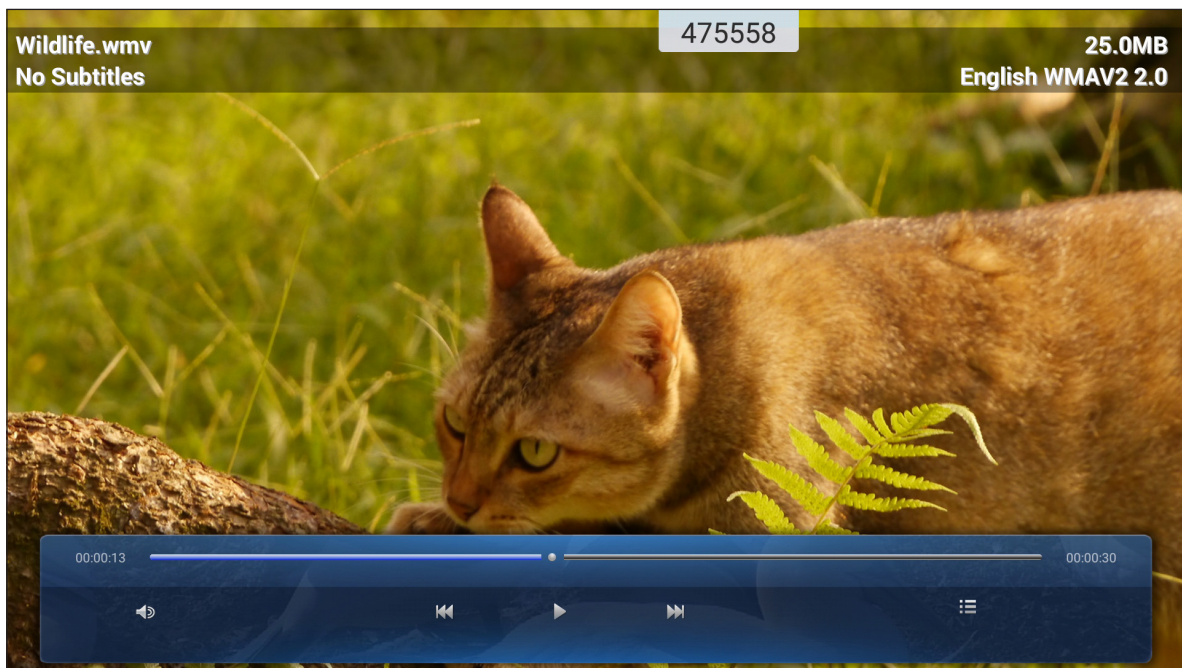 475558
Wildlife.wmv
25.0MB
No Subtitles
English WMAV2 2.0
00:00:13
00:00:30